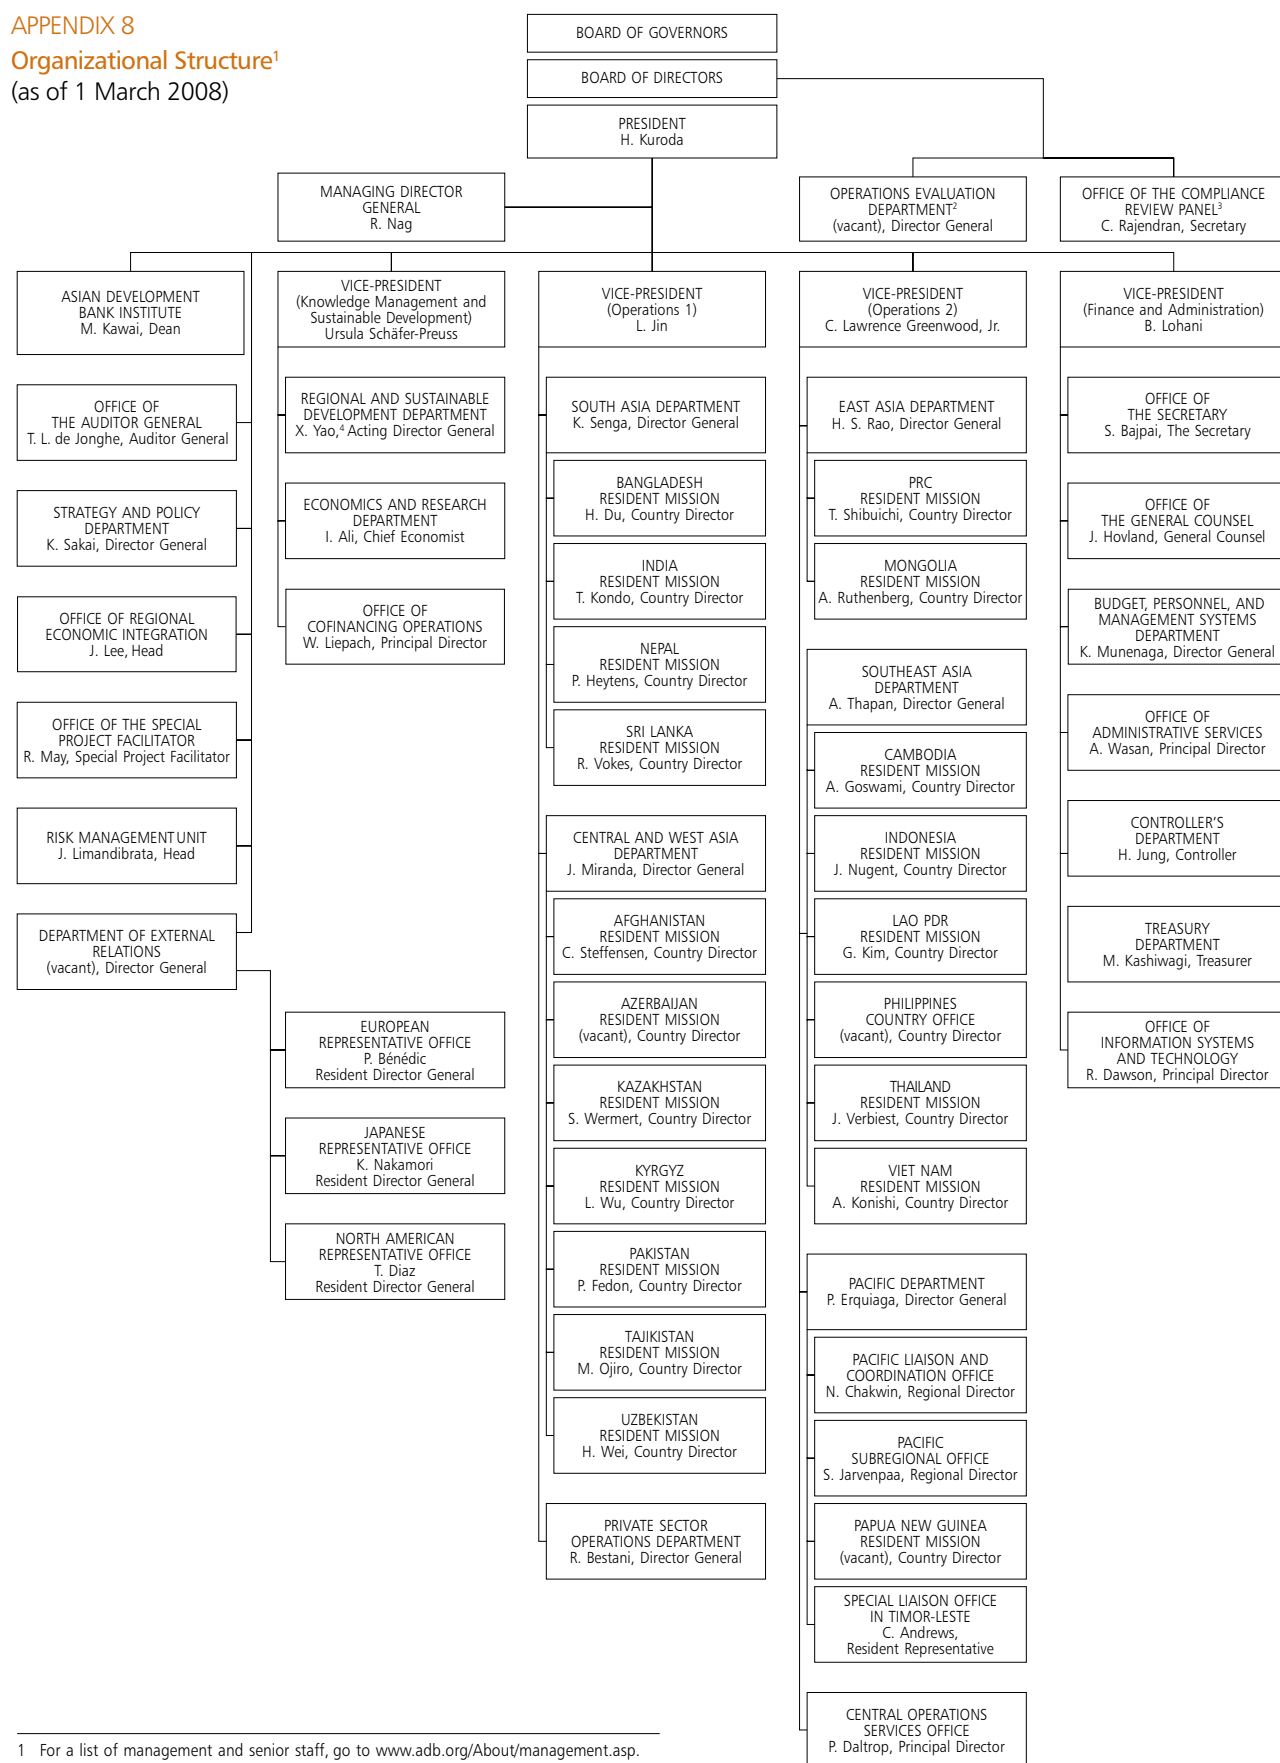 APPENDIX 8
Organizational Structure1
(as of 1 March 2008)
BOARD OF GOVERNORS
BOARD OF DIRECTORS
PRESIDENT
H. Kuroda
MANAGING DIRECTOR
GENERAL
R. Nag
OPERATIONS EVALUATION
DEPARTMENT2
(vacant), Director General
OFFICE OF THE COMPLIANCE
REVIEW PANEL3
C. Rajendran, Secretary
ASIAN DEVELOPMENT
BANK INSTITUTE
M. Kawai, Dean
OFFICE OF
THE AUDITOR GENERAL
T. L. de Jonghe, Auditor General
STRATEGY AND POLICY
DEPARTMENT
K. Sakai, Director General
OFFICE OF REGIONAL
ECONOMIC INTEGRATION
J. Lee, Head
OFFICE OF THE SPECIAL
PROJECT FACILITATOR
R. May, Special Project Facilitator
RISK MANAGEMENT UNIT
J. Limandibrata, Head
DEPARTMENT OF EXTERNAL
RELATIONS
(vacant), Director General
EUROPEAN
REPRESENTATIVE OFFICE
P. Bénédic
Resident Director General
JAPANESE
REPRESENTATIVE OFFICE
K. Nakamori
Resident Director General
NORTH AMERICAN
REPRESENTATIVE OFFICE
T. Diaz
Resident Director General
VICE-PRESIDENT
(Knowledge Management and
Sustainable Development)
Ursula Schäfer-Preuss
REGIONAL AND SUSTAINABLE
DEVELOPMENT DEPARTMENT
X. Yao,4 Acting Director General
ECONOMICS AND RESEARCH
DEPARTMENT
I. Ali, Chief Economist
OFFICE OF
COFINANCING OPERATIONS
W. Liepach, Principal Director
VICE-PRESIDENT
(Operations 1)
L. Jin
SOUTH ASIA DEPARTMENT
K. Senga, Director General
BANGLADESH
RESIDENT MISSION
H. Du, Country Director
INDIA
RESIDENT MISSION
T. Kondo, Country Director
NEPAL
RESIDENT MISSION
P. Heytens, Country Director
SRI LANKA
RESIDENT MISSION
R. Vokes, Country Director
CENTRAL AND WEST ASIA
DEPARTMENT
J. Miranda, Director General
AFGHANISTAN
RESIDENT MISSION
C. Steffensen, Country Director
AZERBAIJAN
RESIDENT MISSION
(vacant), Country Director
KAZAKHSTAN
RESIDENT MISSION
S. Wermert, Country Director
KYRGYZ
RESIDENT MISSION
L. Wu, Country Director
PAKISTAN
RESIDENT MISSION
P. Fedon, Country Director
TAJIKISTAN
RESIDENT MISSION
M. Ojiro, Country Director
UZBEKISTAN
RESIDENT MISSION
H. Wei, Country Director
PRIVATE SECTOR
OPERATIONS DEPARTMENT
R. Bestani, Director General
VICE-PRESIDENT
(Operations 2)
C. Lawrence Greenwood, Jr.
EAST ASIA DEPARTMENT
H. S. Rao, Director General
PRC
RESIDENT MISSION
T. Shibuichi, Country Director
MONGOLIA
RESIDENT MISSION
A. Ruthenberg, Country Director
SOUTHEAST ASIA
DEPARTMENT
A. Thapan, Director General
CAMBODIA
RESIDENT MISSION
A. Goswami, Country Director
INDONESIA
RESIDENT MISSION
J. Nugent, Country Director
LAO PDR
RESIDENT MISSION
G. Kim, Country Director
PHILIPPINES
COUNTRY OFFICE
(vacant), Country Director
THAILAND
RESIDENT MISSION
J. Verbiest, Country Director
VIET NAM
RESIDENT MISSION
A. Konishi, Country Director
PACIFIC DEPARTMENT
P. Erquiaga, Director General
PACIFIC LIAISON AND
COORDINATION OFFICE
N. Chakwin, Regional Director
PACIFIC
SUBREGIONAL OFFICE
S. Jarvenpaa, Regional Director
PAPUA NEW GUINEA
RESIDENT MISSION
(vacant), Country Director
SPECIAL LIAISON OFFICE
IN TIMOR-LESTE
C. Andrews,
Resident Representative
CENTRAL OPERATIONS
SERVICES OFFICE
P. Daltrop, Principal Director
VICE-PRESIDENT
(Finance and Administration)
B. Lohani
OFFICE OF
THE SECRETARY
S. Bajpai, The Secretary
OFFICE OF
THE GENERAL COUNSEL
J. Hovland, General Counsel
BUDGET, PERSONNEL, AND
MANAGEMENT SYSTEMS
DEPARTMENT
K. Munenaga, Director General
OFFICE OF
ADMINISTRATIVE SERVICES
A. Wasan, Principal Director
CONTROLLER'S
DEPARTMENT
H. Jung, Controller
TREASURY
DEPARTMENT
M. Kashiwagi, Treasurer
OFFICE OF
INFORMATION SYSTEMS
AND TECHNOLOGY
R. Dawson, Principal Director
1 For a list of management and senior staff, go to www.adb.org/About/management.asp.